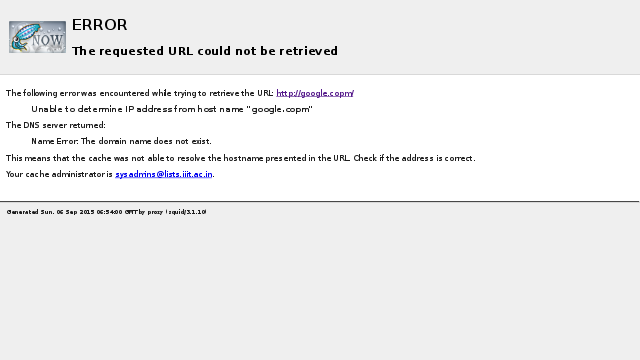 NOW
ERROR
The requested URL could not be retrieved
The following error was encountered while trying to retrieve the URL: http://google.copm/
Unable to determine IP address from host name "google.copm"
The DNS server returned:
Name Error: The domain name does not exist.
This means that the cache was not able to resolve the hostname presented in the URL. Check if the address is correct.
Your cache administrator is sysadmins@lists.iiit.ac.in.
Generated Sun, 06 Sep 2015 06:54:00 GMT by proxy (squid/3.1.10)